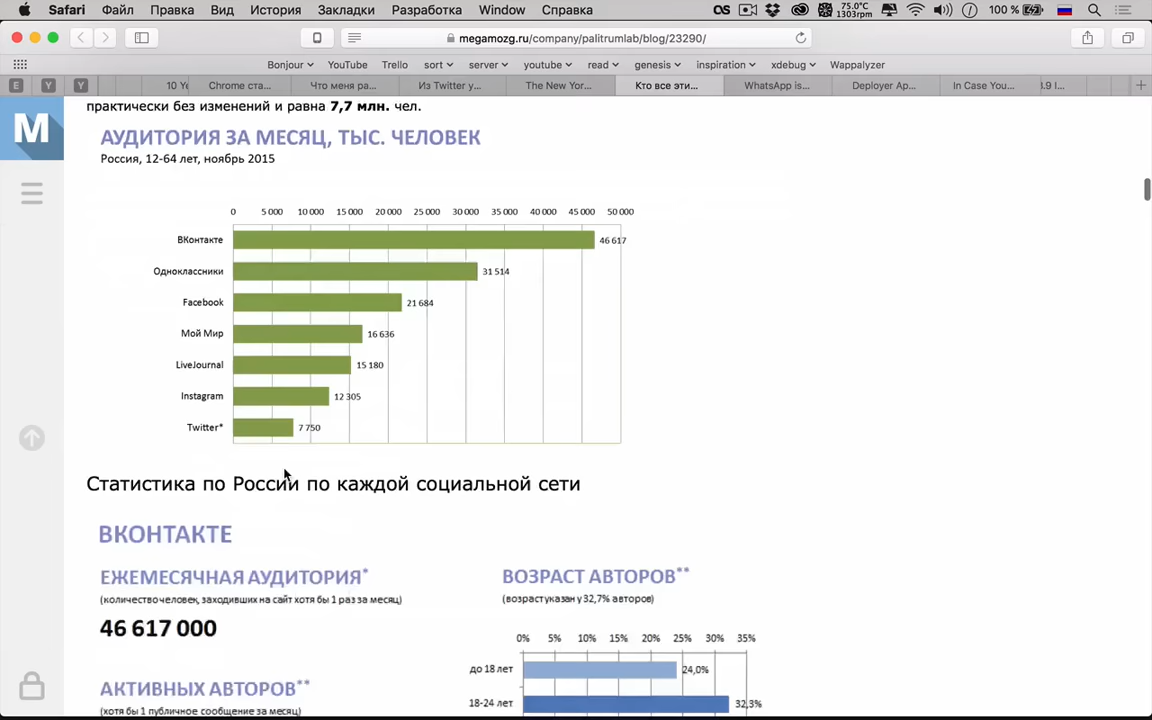 Safari Файл Правка Вид История Закладки Разработка Window Справка 75.0°C 1303rpm 100 %
megamozg.ru/company/palitrumlab/blog/23290/
Bonjour YouTube Trello sort server youtube read genesis inspiration xdebug Wappalyzer
E Y Y 10 Ye Chrome ста... Что меня ра... Из Twitter у... The New Yor... Кто все эти... WhatsApp is... Deployer Ap... In Case You... .9 I...
практически без изменений и равна 7,7 млн. чел.
M
АУДИТОРИЯ ЗА МЕСЯЦ, ТЫС. ЧЕЛОВЕК
Россия, 12-64 лет, ноябрь 2015
0 5 000 10 000 15 000 20 000 25 000 30 000 35 000 40 000 45 000 50 000
ВКонтакте 46 617
Одноклассники 31 514
Facebook 21 684
Мой Мир 16 636
LiveJournal 15 180
Instagram 12 305
Twitter* 7 750
Статистика по России по каждой социальной сети
ВКОНТАКТЕ
ЕЖЕМЕСЯЧНАЯ АУДИТОРИЯ*
(количество человек, заходивших на сайт хотя бы 1 раз за месяц)
46 617 000
АКТИВНЫХ АВТОРОВ**
(хотя бы 1 публичное сообщение за месяц)
ВОЗРАСТ АВТОРОВ**
(возраст указан у 32,7% авторов)
0% 5% 10% 15% 20% 25% 30% 35%
до 18 лет 24,0%
18-24 лет 32,3%